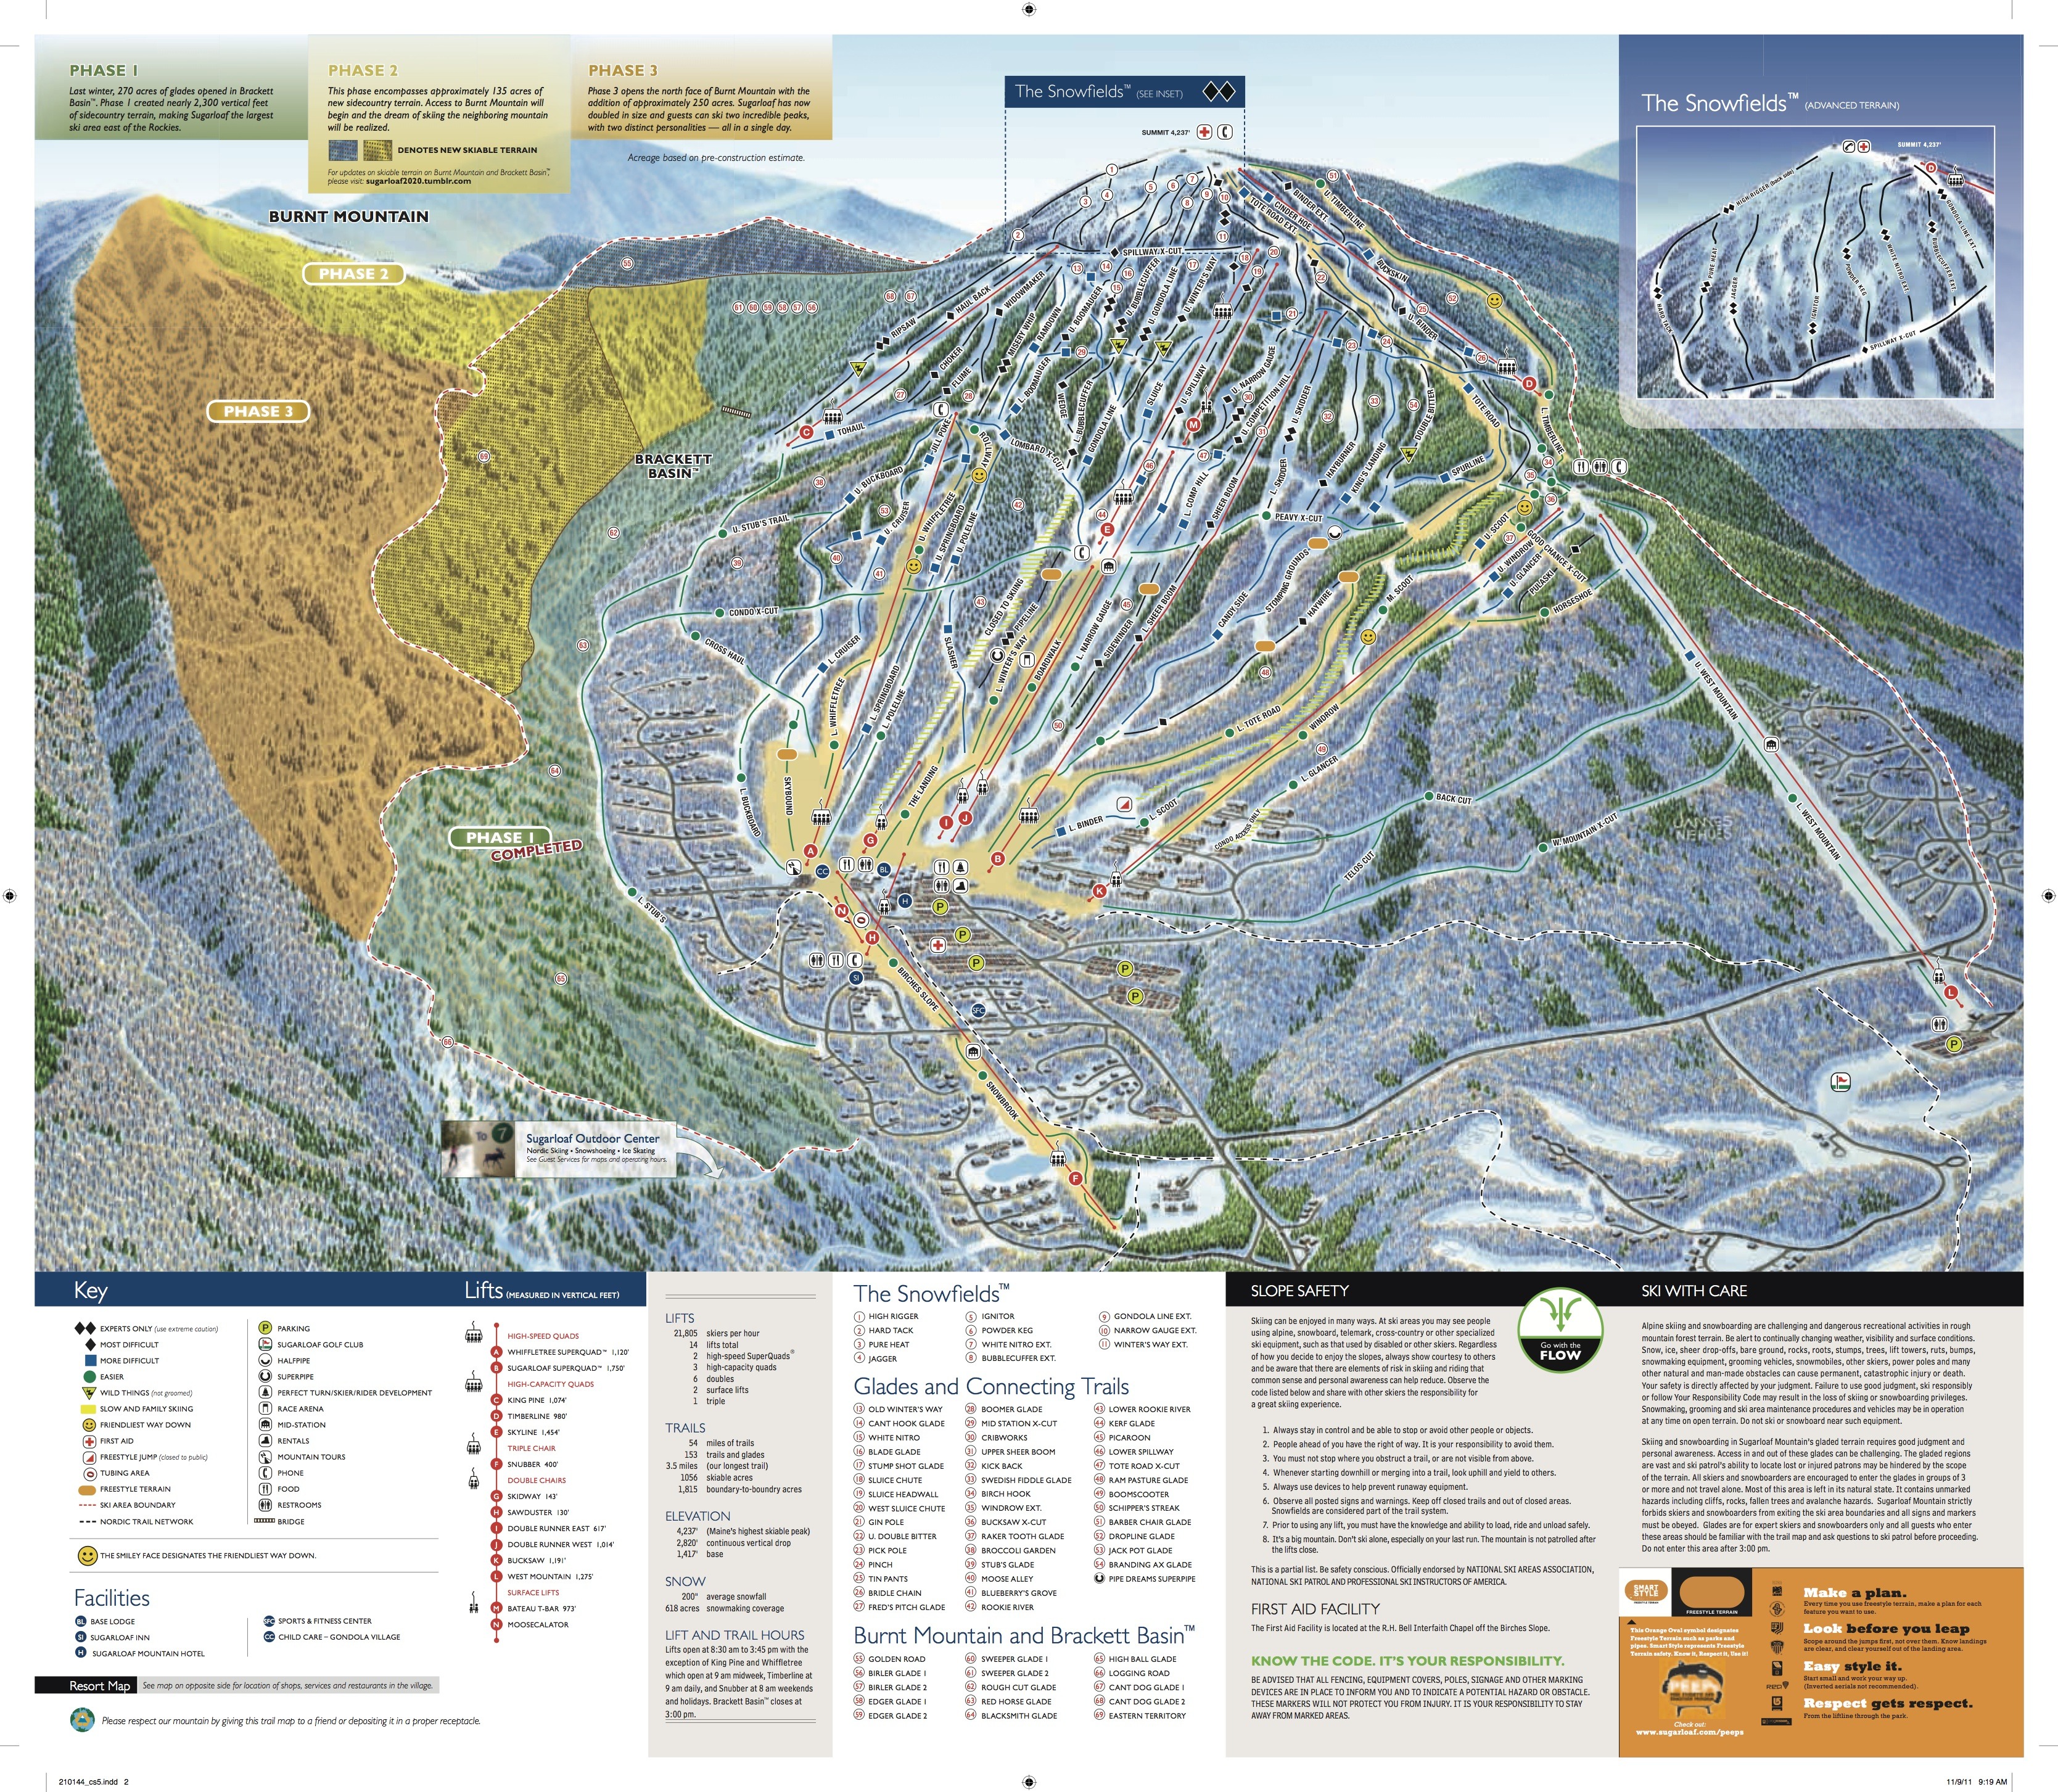 PHASE 1
Last winter, 270 acres of glades opened in Brackett
Basin™. Phase 1 created nearly 2,300 vertical feet
of sidecountry terrain, making Sugarloaf the largest
ski area east of the Rockies.
PHASE 2
This phase encompasses approximately 135 acres of
new sidecountry terrain. Access to Burnt Mountain will
begin and the dream of skiing the neighboring mountain
will be realized.
DENOTES NEW SKIABLE TERRAIN
For updates on skiable terrain on Burnt Mountain and Brackett Basin™,
please visit: sugarloaf2020.tumblr.com
PHASE 3
Phase 3 opens the north face of Burnt Mountain with the
addition of approximately 250 acres. Sugarloaf has now
doubled in size and guests can ski two incredible peaks,
with two distinct personalities — all in a single day.
Acreage based on pre-construction estimate.
The Snowfields™ (SEE INSET)
SUMMIT 4,237'
The Snowfields™ (ADVANCED TERRAIN)
SUMMIT 4,237'
D
HIGH RIGGER (back side)
HARD TACK
PURE HEAT
JAGGER
IGNITOR
POWDER KEG
WHITE NITRO EXT.
BUBBLECUFFER EXT.
GONDOLA LINE EXT.
SPILLWAY X-CUT
BURNT MOUNTAIN
PHASE 2
PHASE 3
BRACKETT
BASIN™
PHASE 1
COMPLETED
SPILLWAY X-CUT
TOTE ROAD EXT.
CINDER HOE
BINDER EXT.
U. TIMBERLINE
BUCKSKIN
U. BINDER
RIPSAW
HAUL BACK
WIDOWMAKER
CHOKER
FLUME
MISERY WHIP
RAMDOWN
U. BOOMAUGER
U. BUBBLECUFFER
U. GONDOLA LINE
U. WINTER'S WAY
L. BOOMAUGER
WEDGE
L. BUBBLECUFFER
GONDOLA LINE
SLUICE
U. SPILLWAY
U. NARROW GAUGE
U. COMPETITION HILL
U. SKIDDER
DOUBLE BITTER
TOTE ROAD
L. TIMBERLINE
TOHAUL
JILL POKE
ROLLWAY
LOMBARD X-CUT
U. BUCKBOARD
U. STUB'S TRAIL
U. CRUISER
U. WHIFFLETREE
U. SPRINGBOARD
U. POLELINE
L. COMP HILL
SHEER BOOM
L. SKIDDER
HAYBURNER
KING'S LANDING
SPURLINE
PEAVY X-CUT
U. SCOOT
GOOD CHANCE X-CUT
U. WINDROW
U. GLANCER
PULASKI
HORSESHOE
STOMPING GROUNDS
HAYWIRE
M. SCOOT
CANDY SIDE
CONDO X-CUT
CROSS HAUL
L. CRUISER
SLASHER
CLOSED TO SKIING
PIPELINE
L. WINTER'S WAY
BOARDWALK
L. NARROW GAUGE
SIDEWINDER
L. SHEER BOOM
L. WHIFFLETREE
L. SPRINGBOARD
L. POLELINE
SKYBOUND
L. BUCKBOARD
THE LANDING
L. TOTE ROAD
WINDROW
L. GLANCER
L. BINDER
L. SCOOT
CONDO ACCESS ONLY
BACK CUT
W. MOUNTAIN X-CUT
TELOS CUT
U. WEST MOUNTAIN
L. WEST MOUNTAIN
L. STUB'S
BIRCHES SLOPE
SNOWBROOK
To 7
Sugarloaf Outdoor Center
Nordic Skiing • Snowshoeing • Ice Skating
See Guest Services for maps and operating hours.
Key
EXPERTS ONLY (use extreme caution)
MOST DIFFICULT
MORE DIFFICULT
EASIER
WILD THINGS (not groomed)
SLOW AND FAMILY SKIING
FRIENDLIEST WAY DOWN
FIRST AID
FREESTYLE JUMP (closed to public)
TUBING AREA
FREESTYLE TERRAIN
SKI AREA BOUNDARY
NORDIC TRAIL NETWORK
P PARKING
SUGARLOAF GOLF CLUB
HALFPIPE
SUPERPIPE
PERFECT TURN/SKIER/RIDER DEVELOPMENT
RACE ARENA
MID-STATION
RENTALS
MOUNTAIN TOURS
PHONE
FOOD
RESTROOMS
BRIDGE
THE SMILEY FACE DESIGNATES THE FRIENDLIEST WAY DOWN.
Facilities
BL BASE LODGE
SI SUGARLOAF INN
H SUGARLOAF MOUNTAIN HOTEL
SFC SPORTS & FITNESS CENTER
CC CHILD CARE – GONDOLA VILLAGE
Resort Map See map on opposite side for location of shops, services and restaurants in the village.
Please respect our mountain by giving this trail map to a friend or depositing it in a proper receptacle.
Lifts (MEASURED IN VERTICAL FEET)
HIGH-SPEED QUADS
A WHIFFLETREE SUPERQUAD™ 1,120'
B SUGARLOAF SUPERQUAD™ 1,750'
HIGH-CAPACITY QUADS
C KING PINE 1,074'
D TIMBERLINE 980'
E SKYLINE 1,454'
TRIPLE CHAIR
F SNUBBER 400'
DOUBLE CHAIRS
G SKIDWAY 143'
H SAWDUSTER 130'
I DOUBLE RUNNER EAST 617'
J DOUBLE RUNNER WEST 1,014'
K BUCKSAW 1,191'
L WEST MOUNTAIN 1,275'
SURFACE LIFTS
M BATEAU T-BAR 973'
N MOOSECALATOR
LIFTS
21,805 skiers per hour
14 lifts total
2 high-speed SuperQuads®
3 high-capacity quads
6 doubles
2 surface lifts
1 triple
TRAILS
54 miles of trails
153 trails and glades
3.5 miles (our longest trail)
1056 skiable acres
1,815 boundary-to-boundry acres
ELEVATION
4,237' (Maine's highest skiable peak)
2,820' continuous vertical drop
1,417' base
SNOW
200" average snowfall
618 acres snowmaking coverage
LIFT AND TRAIL HOURS
Lifts open at 8:30 am to 3:45 pm with the
exception of King Pine and Whiffletree
which open at 9 am midweek, Timberline at
9 am daily, and Snubber at 8 am weekends
and holidays. Brackett Basin™ closes at
3:00 pm.
The Snowfields™
1 HIGH RIGGER
2 HARD TACK
3 PURE HEAT
4 JAGGER
5 IGNITOR
6 POWDER KEG
7 WHITE NITRO EXT.
8 BUBBLECUFFER EXT.
9 GONDOLA LINE EXT.
10 NARROW GAUGE EXT.
11 WINTER'S WAY EXT.
Glades and Connecting Trails
13 OLD WINTER'S WAY
14 CANT HOOK GLADE
15 WHITE NITRO
16 BLADE GLADE
17 STUMP SHOT GLADE
18 SLUICE CHUTE
19 SLUICE HEADWALL
20 WEST SLUICE CHUTE
21 GIN POLE
22 U. DOUBLE BITTER
23 PICK POLE
24 PINCH
25 TIN PANTS
26 BRIDLE CHAIN
27 FRED'S PITCH GLADE
28 BOOMER GLADE
29 MID STATION X-CUT
30 CRIBWORKS
31 UPPER SHEER BOOM
32 KICK BACK
33 SWEDISH FIDDLE GLADE
34 BIRCH HOOK
35 WINDROW EXT.
36 BUCKSAW X-CUT
37 RAKER TOOTH GLADE
38 BROCCOLI GARDEN
39 STUB'S GLADE
40 MOOSE ALLEY
41 BLUEBERRY'S GROVE
42 ROOKIE RIVER
43 LOWER ROOKIE RIVER
44 KERF GLADE
45 PICAROON
46 LOWER SPILLWAY
47 TOTE ROAD X-CUT
48 RAM PASTURE GLADE
49 BOOMSCOOTER
50 SCHIPPER'S STREAK
51 BARBER CHAIR GLADE
52 DROPLINE GLADE
53 JACK POT GLADE
54 BRANDING AX GLADE
PIPE DREAMS SUPERPIPE
Burnt Mountain and Brackett Basin™
55 GOLDEN ROAD
56 BIRLER GLADE 1
57 BIRLER GLADE 2
58 EDGER GLADE 1
59 EDGER GLADE 2
60 SWEEPER GLADE 1
61 SWEEPER GLADE 2
62 ROUGH CUT GLADE
63 RED HORSE GLADE
64 BLACKSMITH GLADE
65 HIGH BALL GLADE
66 LOGGING ROAD
67 CANT DOG GLADE 1
68 CANT DOG GLADE 2
69 EASTERN TERRITORY
SLOPE SAFETY
Go with the
FLOW
Skiing can be enjoyed in many ways. At ski areas you may see people
using alpine, snowboard, telemark, cross-country or other specialized
ski equipment, such as that used by disabled or other skiers. Regardless
of how you decide to enjoy the slopes, always show courtesy to others
and be aware that there are elements of risk in skiing and riding that
common sense and personal awareness can help reduce. Observe the
code listed below and share with other skiers the responsibility for
a great skiing experience.
1. Always stay in control and be able to stop or avoid other people or objects.
2. People ahead of you have the right of way. It is your responsibility to avoid them.
3. You must not stop where you obstruct a trail, or are not visible from above.
4. Whenever starting downhill or merging into a trail, look uphill and yield to others.
5. Always use devices to help prevent runaway equipment.
6. Observe all posted signs and warnings. Keep off closed trails and out of closed areas.
Snowfields are considered part of the trail system.
7. Prior to using any lift, you must have the knowledge and ability to load, ride and unload safely.
8. It's a big mountain. Don't ski alone, especially on your last run. The mountain is not patrolled after
the lifts close.
This is a partial list. Be safety conscious. Officially endorsed by NATIONAL SKI AREAS ASSOCIATION,
NATIONAL SKI PATROL AND PROFESSIONAL SKI INSTRUCTORS OF AMERICA.
FIRST AID FACILITY
The First Aid Facility is located at the R.H. Bell Interfaith Chapel off the Birches Slope.
KNOW THE CODE. IT'S YOUR RESPONSIBILITY.
BE ADVISED THAT ALL FENCING, EQUIPMENT COVERS, POLES, SIGNAGE AND OTHER MARKING
DEVICES ARE IN PLACE TO INFORM YOU AND TO INDICATE A POTENTIAL HAZARD OR OBSTACLE.
THESE MARKERS WILL NOT PROTECT YOU FROM INJURY. IT IS YOUR RESPONSIBILITY TO STAY
AWAY FROM MARKED AREAS.
SKI WITH CARE
Alpine skiing and snowboarding are challenging and dangerous recreational activities in rough
mountain forest terrain. Be alert to continually changing weather, visibility and surface conditions.
Snow, ice, sheer drop-offs, bare ground, rocks, roots, stumps, trees, lift towers, ruts, bumps,
snowmaking equipment, grooming vehicles, snowmobiles, other skiers, power poles and many
other natural and man-made obstacles can cause permanent, catastrophic injury or death.
Your safety is directly affected by your judgment. Failure to use good judgment, ski responsibly
or follow Your Responsibility Code may result in the loss of skiing or snowboarding privileges.
Snowmaking, grooming and ski area maintenance procedures and vehicles may be in operation
at any time on open terrain. Do not ski or snowboard near such equipment.
Skiing and snowboarding in Sugarloaf Mountain's gladed terrain requires good judgment and
personal awareness. Access in and out of these glades can be challenging. The gladed regions
are vast and ski patrol's ability to locate lost or injured patrons may be hindered by the scope
of the terrain. All skiers and snowboarders are encouraged to enter the glades in groups of 3
or more and not travel alone. Most of this area is left in its natural state. It contains unmarked
hazards including cliffs, rocks, fallen trees and avalanche hazards. Sugarloaf Mountain strictly
forbids skiers and snowboarders from exiting the ski area boundaries and all signs and markers
must be obeyed. Glades are for expert skiers and snowboarders only and all guests who enter
these areas should be familiar with the trail map and ask questions to ski patrol before proceeding.
Do not enter this area after 3:00 pm.
SMART
STYLE
FREESTYLE TERRAIN
This Orange Oval symbol designates
Freestyle Terrain such as parks and
pipes. Smart Style represents Freestyle
Terrain safety. Know it, Respect it, Use it!
PEEPS
Check out:
www.sugarloaf.com/peeps
Make a plan.
Every time you use freestyle terrain, make a plan for each
feature you want to use.
Look before you leap
Scope around the jumps first, not over them. Know landings
are clear, and clear yourself out of the landing area.
Easy style it.
Start small and work your way up.
(Inverted aerials not recommended).
Respect gets respect.
From the liftline through the park.
210144_cs5.indd 2
11/9/11 9:19 AM